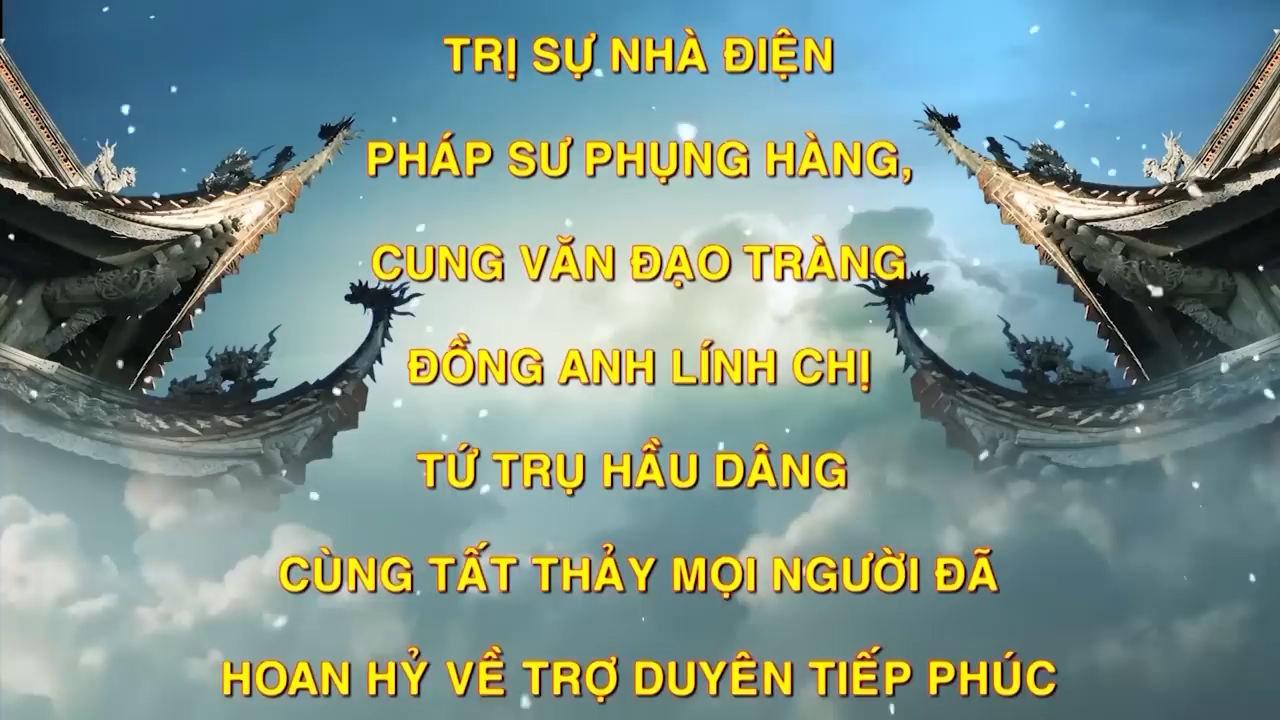 TRỊ SỰ NHÀ ĐIỆN
PHÁP SƯ PHỤNG HÀNG,
CUNG VĂN ĐẠO TRÀNG
ĐỒNG ANH LÍNH CHỊ
TỨ TRỤ HẦU DÂNG
CÙNG TẤT THẢY MỌI NGƯỜI ĐÃ
HOAN HỶ VỀ TRỢ DUYÊN TIẾP PHÚC